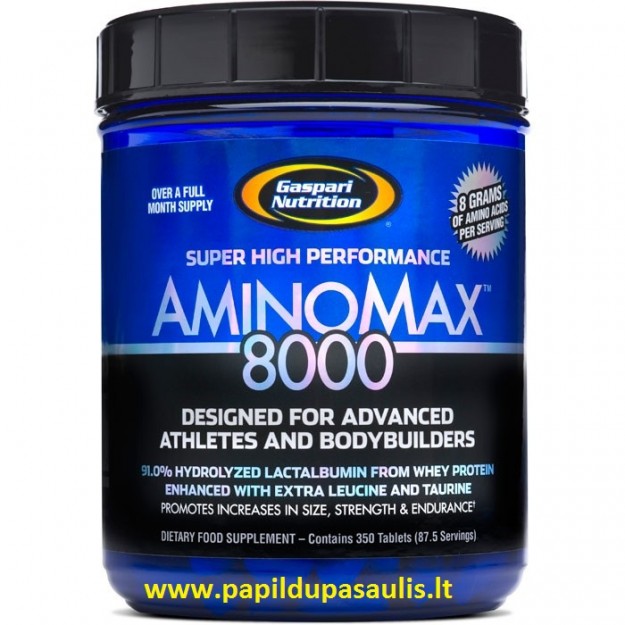 Gaspari
Nutrition
®
OVER A FULL
MONTH SUPPLY
8 GRAMS
OF AMINO ACIDS
PER SERVING
SUPER HIGH PERFORMANCE
AMINOMAX™
8000
DESIGNED FOR ADVANCED
ATHLETES AND BODYBUILDERS
91.0% HYDROLYZED LACTALBUMIN FROM WHEY PROTEIN
ENHANCED WITH EXTRA LEUCINE AND TAURINE
PROMOTES INCREASES IN SIZE, STRENGTH & ENDURANCE†
DIETARY FOOD SUPPLEMENT – Contains 350 Tablets (87.5 Servings)
www.papildupasaulis.lt